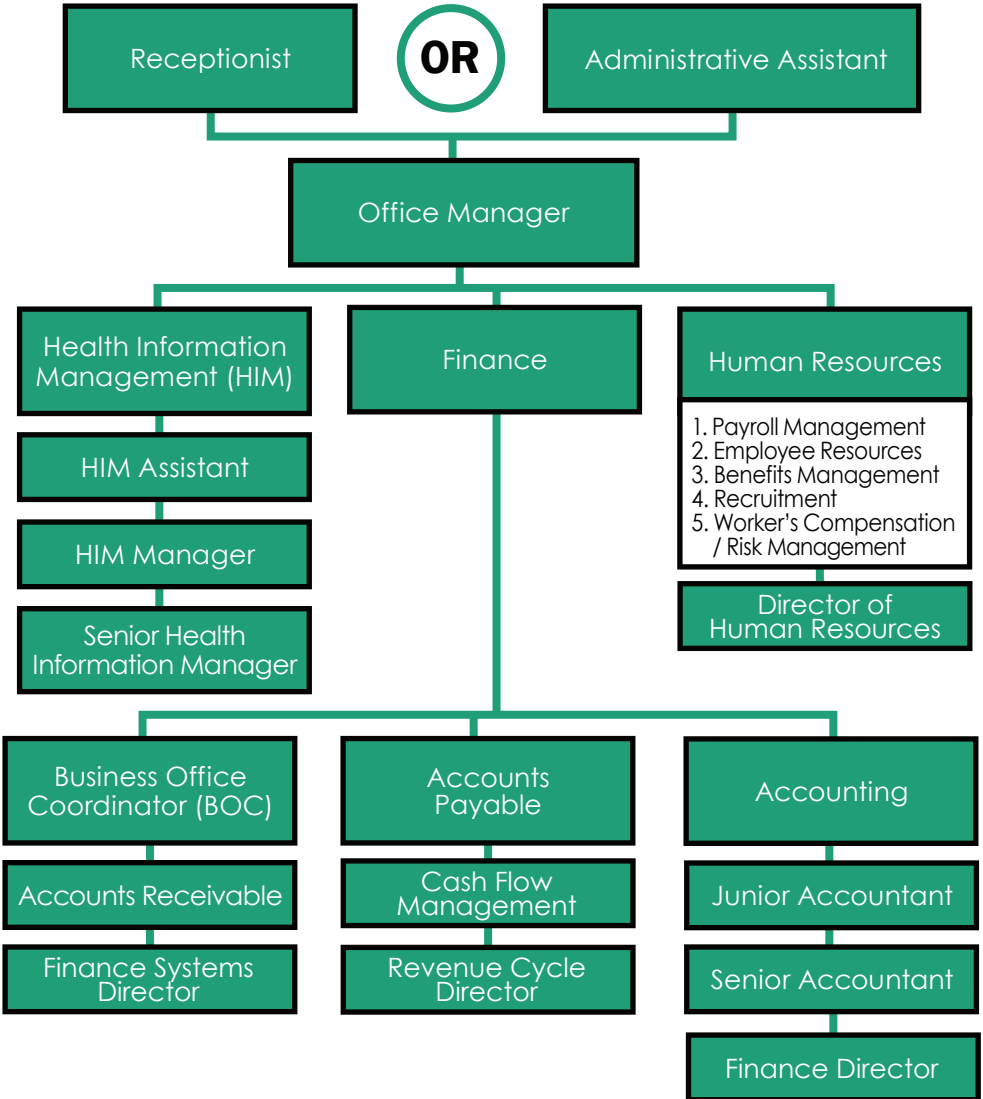 Receptionist
OR
Administrative Assistant
Office Manager
Health Information
Management (HIM)
HIM Assistant
HIM Manager
Senior Health
Information Manager
Finance
Human Resources
1. Payroll Management
2. Employee Resources
3. Benefits Management
4. Recruitment
5. Worker’s Compensation
/ Risk Management
Director of
Human Resources
Business Office
Coordinator (BOC)
Accounts Receivable
Finance Systems
Director
Accounts
Payable
Cash Flow
Management
Revenue Cycle
Director
Accounting
Junior Accountant
Senior Accountant
Finance Director